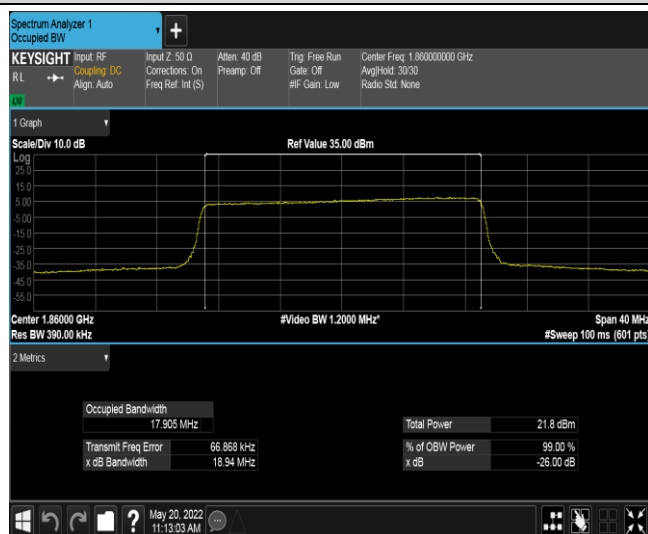 Spectrum Analyzer 1
Occupied BW
+
KEYSIGHT
RL
LXI
Input: RF
Coupling: DC
Align: Auto
Input Z: 50 Ω
Corrections: On
Freq Ref: Int (S)
Atten: 40 dB
Preamp: Off
Trig: Free Run
Gate: Off
#IF Gain: Low
Center Freq: 1.860000000 GHz
Avg|Hold: 30/30
Radio Std: None
1 Graph
Scale/Div 10.0 dB
Ref Value 35.00 dBm
Log
25.0
15.0
5.00
-5.00
-15.0
-25.0
-35.0
-45.0
-55.0
Center 1.86000 GHz
#Video BW 1.2000 MHz*
Span 40 MHz
Res BW 390.00 kHz
#Sweep 100 ms (601 pts)
2 Metrics
Occupied Bandwidth
17.905 MHz
Total Power 21.8 dBm
Transmit Freq Error 66.868 kHz
% of OBW Power 99.00 %
x dB Bandwidth 18.94 MHz
x dB -26.00 dB
?
May 20, 2022
11:13:03 AM